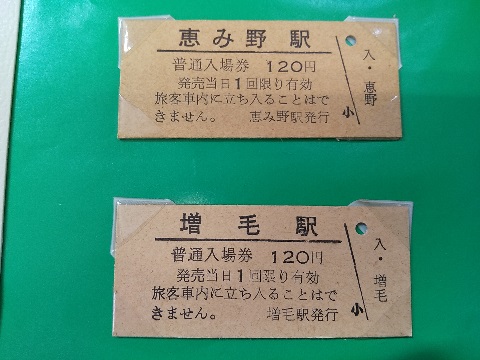 恵み野駅
普通入場券 120円
発売当日1回限り有効
旅客車内に立ち入ることはで
きません。 恵み野駅発行
入・恵野
小
増毛駅
普通入場券 120円
発売当日1回限り有効
旅客車内に立ち入ることはで
きません。 増毛駅発行
入・増毛
小